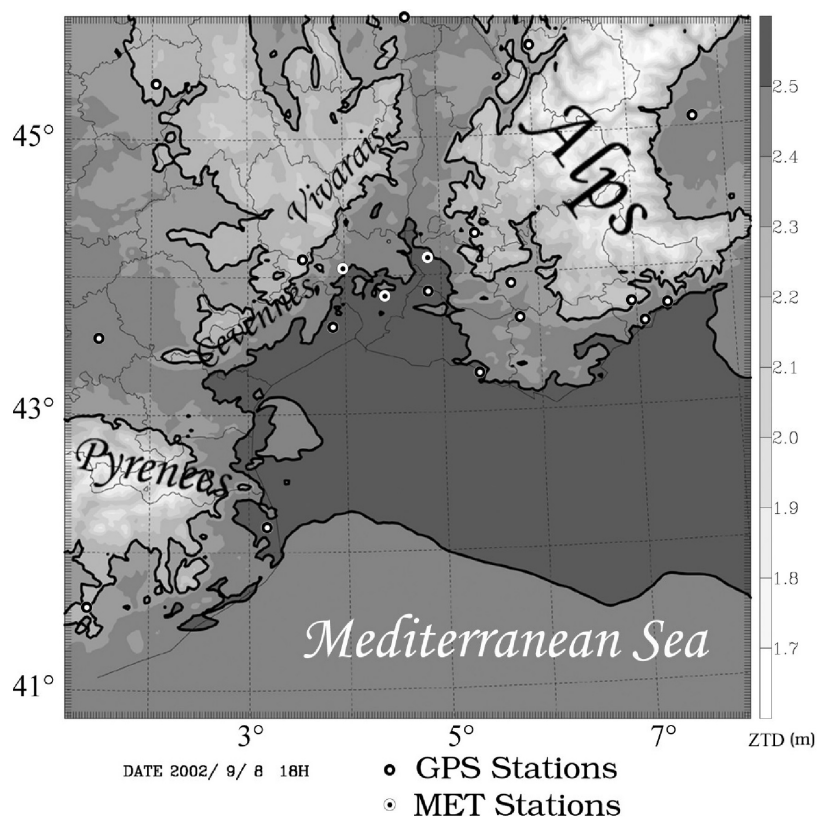 2.5
45°
2.4
Alps
Vivarais
2.3
2.2
Cevennes
2.1
43°
2.0
Pyrenees
1.9
1.8
Mediterranean Sea
1.7
41°
3° 5° 7° ZTD (m)
DATE 2002/ 9/ 8 18H
GPS Stations
MET Stations